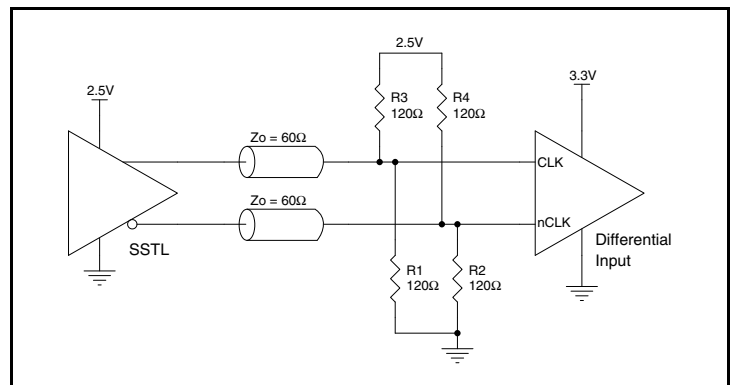 2.5V
2.5V
3.3V
R3
120Ω
R4
120Ω
Zo = 60Ω
CLK
Zo = 60Ω
nCLK
SSTL
Differential
Input
R1
120Ω
R2
120Ω